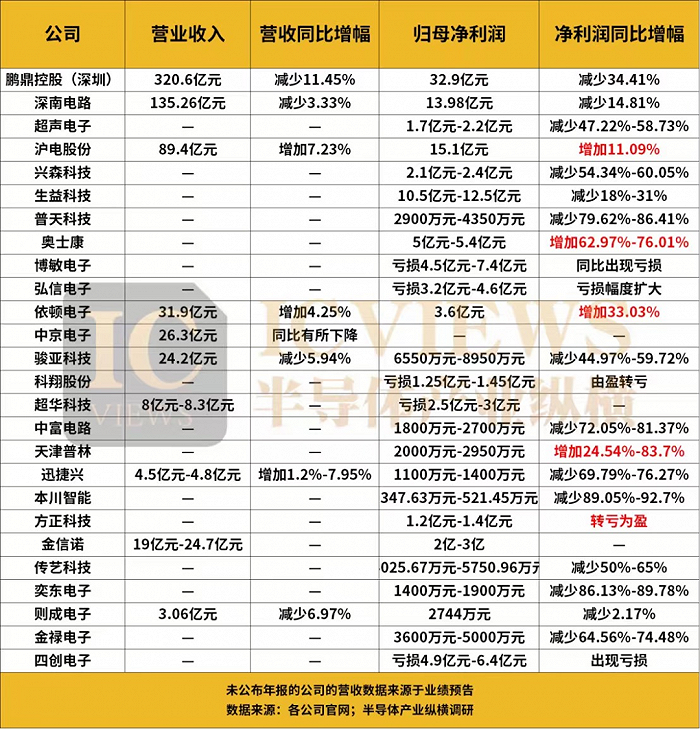 公司 营业收入 营收同比增幅 归母净利润 净利润同比增幅
鹏鼎控股（深圳） 320.6亿元 减少11.45% 32.9亿元 减少34.41%
深南电路 135.26亿元 减少3.33% 13.98亿元 减少14.81%
超声电子 — — 1.7亿元-2.2亿元 减少47.22%-58.73%
沪电股份 89.4亿元 增加7.23% 15.1亿元 增加11.09%
兴森科技 — — 2.1亿元-2.4亿元 减少54.34%-60.05%
生益科技 — — 10.5亿元-12.5亿元 减少18%-31%
普天科技 — — 2900万元-4350万元 减少79.62%-86.41%
奥士康 — — 5亿元-5.4亿元 增加62.97%-76.01%
博敏电子 — — 亏损4.5亿元-7.4亿元 同比出现亏损
弘信电子 — — 亏损3.2亿元-4.6亿元 亏损幅度扩大
依顿电子 31.9亿元 增加4.25% 3.6亿元 增加33.03%
中京电子 26.3亿元 同比有所下降 — —
骏亚科技 24.2亿元 减少5.94% 6550万元-8950万元 减少44.97%-59.72%
科翔股份 — — 亏损1.25亿元-1.45亿元 由盈转亏
超华科技 8亿元-8.3亿元 — 亏损2.5亿元-3亿元 —
中富电路 — — 1800万元-2700万元 减少72.05%-81.37%
天津普林 — — 2000万元-2950万元 增加24.54%-83.7%
迅捷兴 4.5亿元-4.8亿元 增加1.2%-7.95% 1100万元-1400万元 减少69.79%-76.27%
本川智能 — — 347.63万元-521.45万元 减少89.05%-92.7%
方正科技 — — 1.2亿元-1.4亿元 转亏为盈
金信诺 19亿元-24.7亿元 — 2亿-3亿 —
传艺科技 — — 025.67万元-5750.96万元 减少50%-65%
奕东电子 — — 1400万元-1900万元 减少86.13%-89.78%
则成电子 3.06亿元 减少6.97% 2744万元 减少2.17%
金禄电子 — — 3600万元-5000万元 减少64.56%-74.48%
四创电子 — — 亏损4.9亿元-6.4亿元 出现亏损
未公布年报的公司的营收数据来源于业绩预告
数据来源：各公司官网；半导体产业纵横调研
IC
VIEWS
ICVIEWS
半导体产业纵横